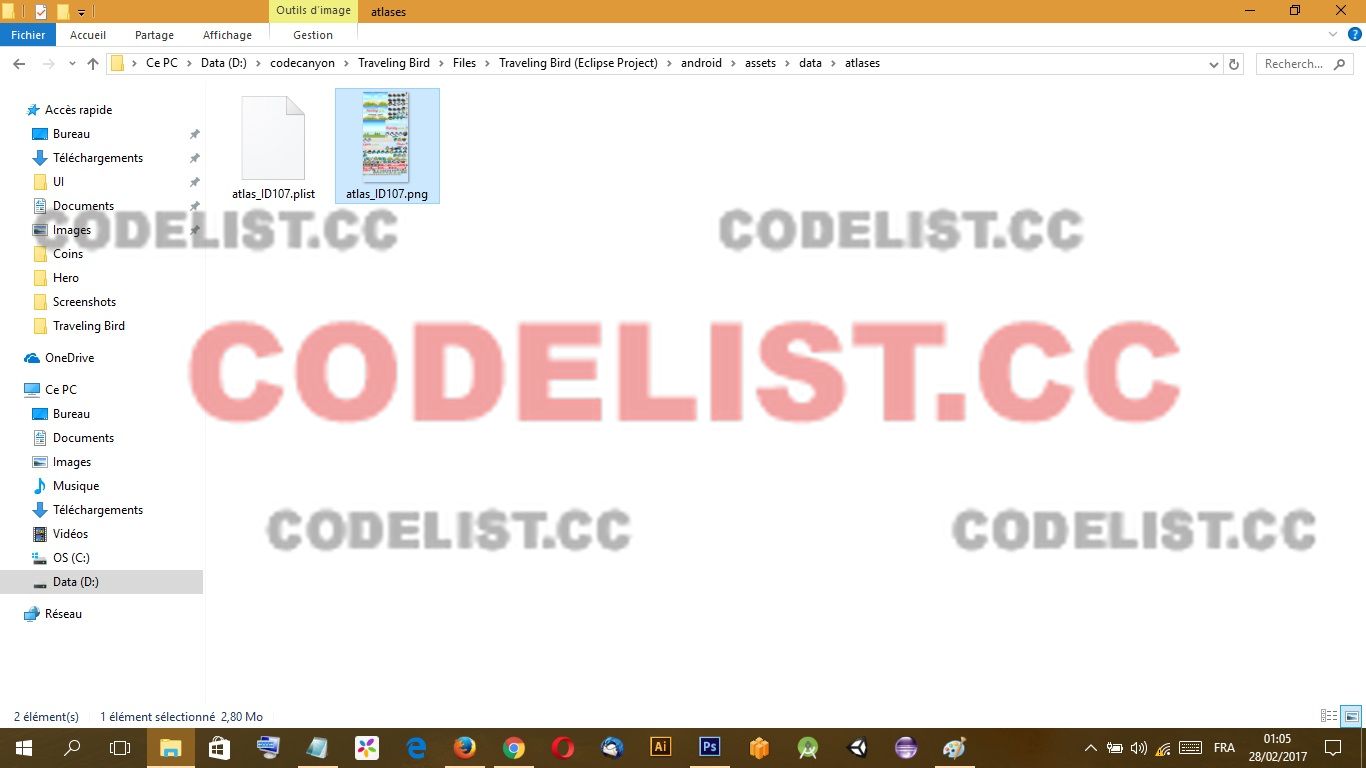 Outils d'image
atlases
Fichier
Accueil
Partage
Affichage
Gestion
Ce PC
Data (D:)
codecanyon
Traveling Bird
Files
Traveling Bird (Eclipse Project)
android
assets
data
atlases
Recherch...
Accès rapide
Bureau
Téléchargements
UI
Documents
Images
Coins
Hero
Screenshots
Traveling Bird
OneDrive
Ce PC
Bureau
Documents
Images
Musique
Téléchargements
Vidéos
OS (C:)
Data (D:)
Réseau
atlas_ID107.plist
atlas_ID107.png
CODELIST.CC
CODELIST.CC
CODELIST.CC
CODELIST.CC
CODELIST.CC
2 élément(s)
1 élément sélectionné 2,80 Mo
Ai
Ps
FRA
01:05
28/02/2017